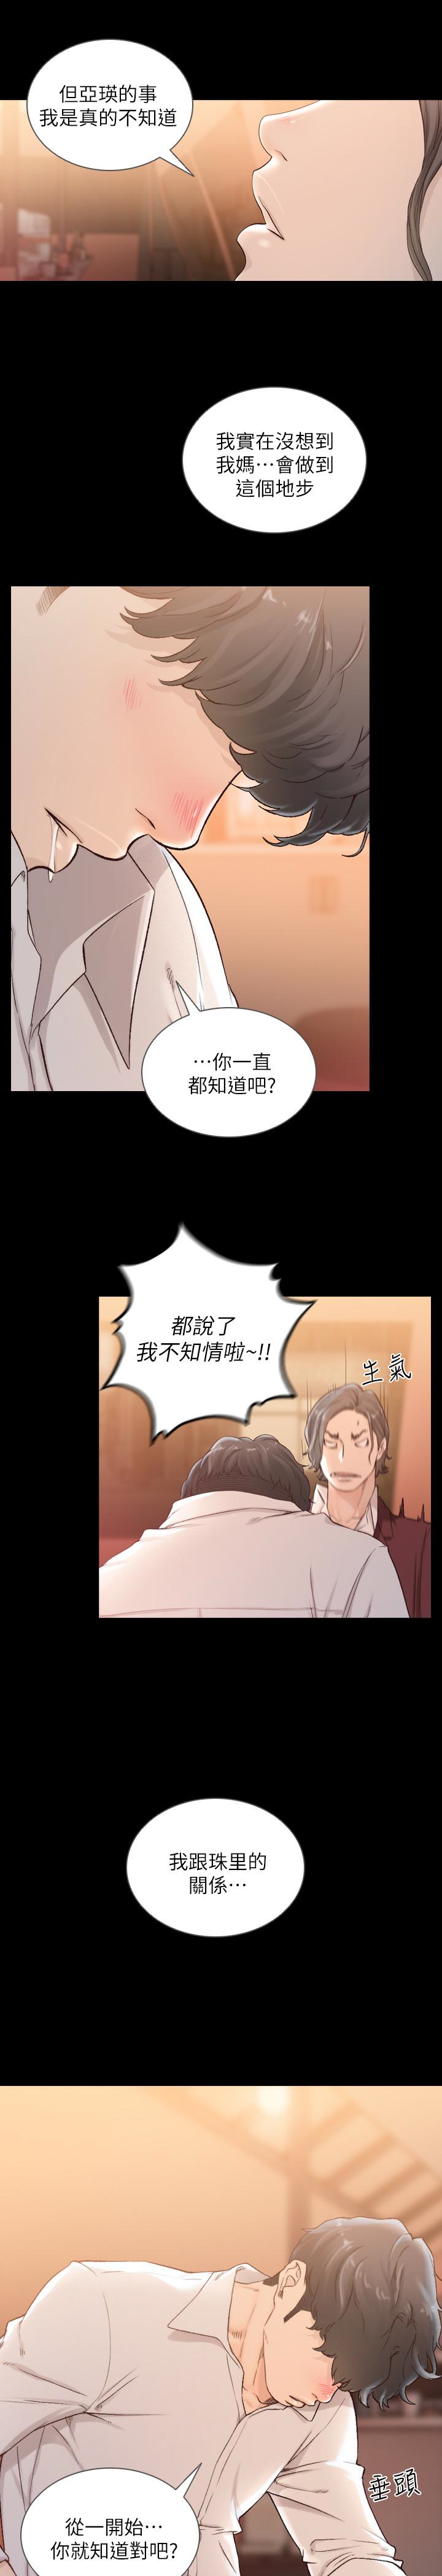 但亞瑛的事
我是真的不知道
我實在沒想到
我媽…會做到
這個地步
…你一直
都知道吧?
都說了
我不知情啦~!!
生氣
我跟珠里的
關係…
垂頭
從一開始…
你就知道對吧?